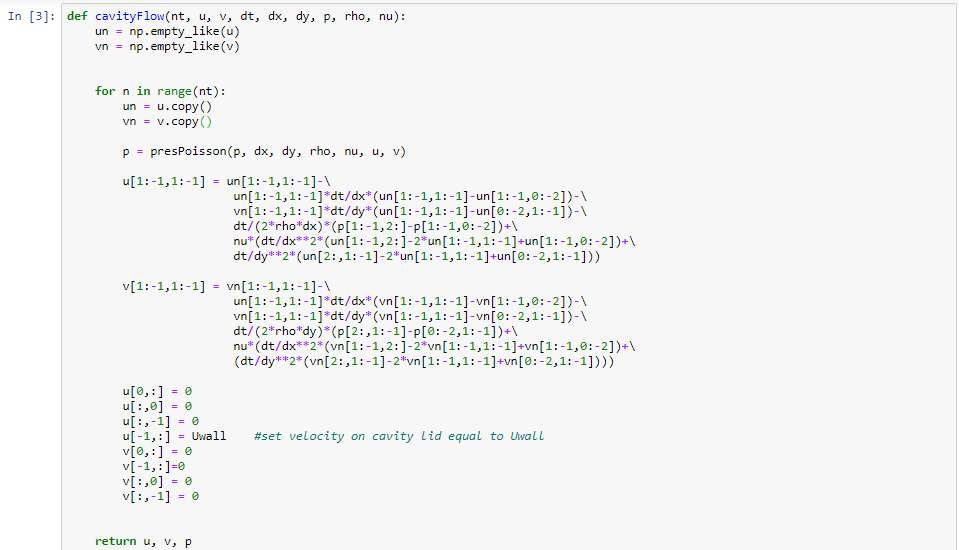 In [3]: def cavityFlow(nt, u, v, dt, dx, dy, p, rho, nu):
    un = np.empty_like(u)
    vn = np.empty_like(v)
    for n in range(nt):
        un = u.copy()
        vn = v.copy()
        p = presPoisson(p, dx, dy, rho, nu, u, v)
        u[1:-1,1:-1] = un[1:-1,1:-1]-\
                        un[1:-1,1:-1]*dt/dx*(un[1:-1,1:-1]-un[1:-1,0:-2])-\
                        vn[1:-1,1:-1]*dt/dy*(un[1:-1,1:-1]-un[0:-2,1:-1])-\
                        dt/(2*rho*dx)*(p[1:-1,2:]-p[1:-1,0:-2])+\
                        nu*(dt/dx**2*(un[1:-1,2:]-2*un[1:-1,1:-1]+un[1:-1,0:-2])+\
                        dt/dy**2*(un[2:,1:-1]-2*un[1:-1,1:-1]+un[0:-2,1:-1]))
        v[1:-1,1:-1] = vn[1:-1,1:-1]-\
                        un[1:-1,1:-1]*dt/dx*(vn[1:-1,1:-1]-vn[1:-1,0:-2])-\
                        vn[1:-1,1:-1]*dt/dy*(vn[1:-1,1:-1]-vn[0:-2,1:-1])-\
                        dt/(2*rho*dy)*(p[2:,1:-1]-p[0:-2,1:-1])+\
                        nu*(dt/dx**2*(vn[1:-1,2:]-2*vn[1:-1,1:-1]+vn[1:-1,0:-2])+\
                        (dt/dy**2*(vn[2:,1:-1]-2*vn[1:-1,1:-1]+vn[0:-2,1:-1])))
        u[0,:] = 0
        u[:,0] = 0
        u[:,-1] = 0
        u[-1,:] = Uwall    #set velocity on cavity lid equal to Uwall
        v[0,:] = 0
        v[-1,:]=0
        v[:,0] = 0
        v[:,-1] = 0
    return u, v, p